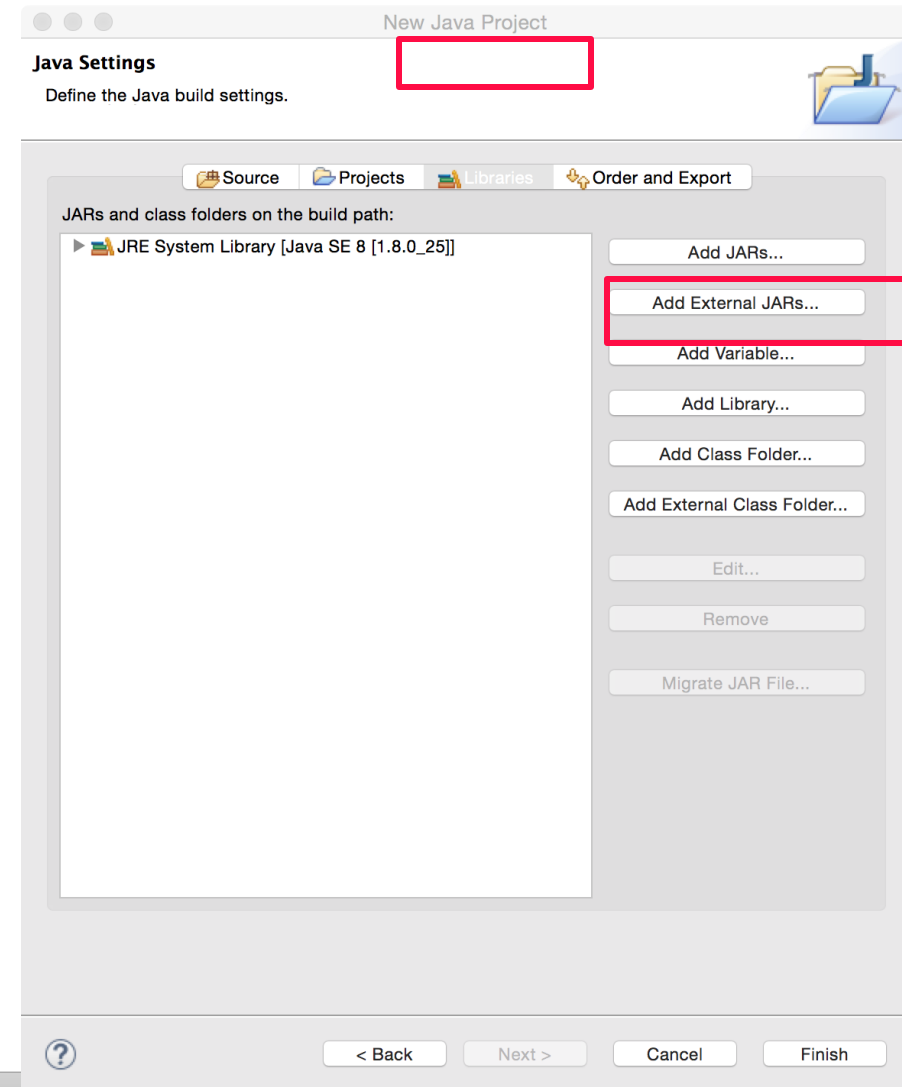 New Java Project
Java Settings
Define the Java build settings.
Source Projects Libraries Order and Export
JARs and class folders on the build path:
JRE System Library [Java SE 8 [1.8.0_25]]
Add JARs...
Add External JARs...
Add Variable...
Add Library...
Add Class Folder...
Add External Class Folder...
Edit...
Remove
Migrate JAR File...
? < Back Next > Cancel Finish